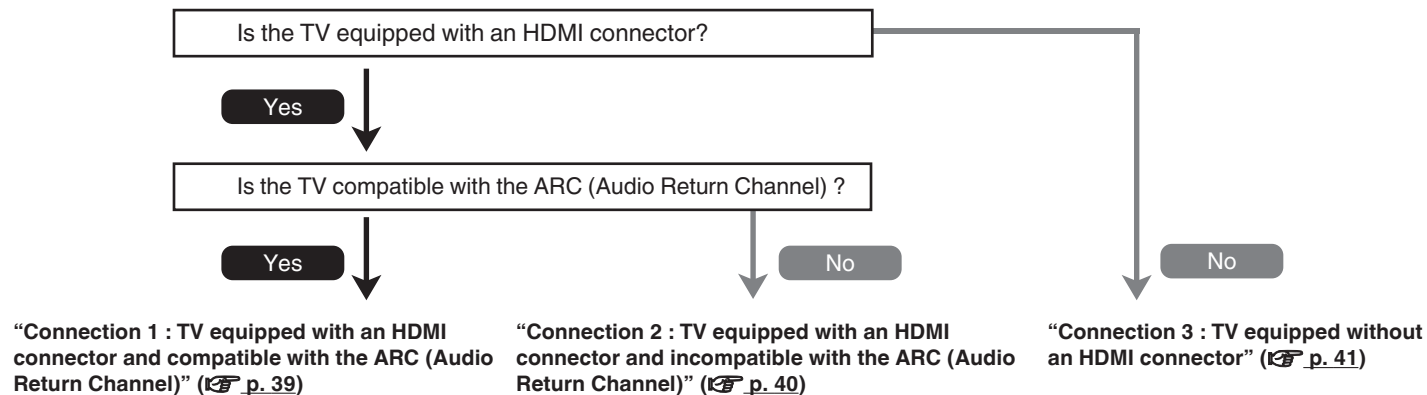 Is the TV equipped with an HDMI connector?
Yes
Is the TV compatible with the ARC (Audio Return Channel) ?
Yes
No
No
“Connection 1 : TV equipped with an HDMI
connector and compatible with the ARC (Audio
Return Channel)” (☞ p. 39)
“Connection 2 : TV equipped with an HDMI
connector and incompatible with the ARC (Audio
Return Channel)” (☞ p. 40)
“Connection 3 : TV equipped without
an HDMI connector” (☞ p. 41)